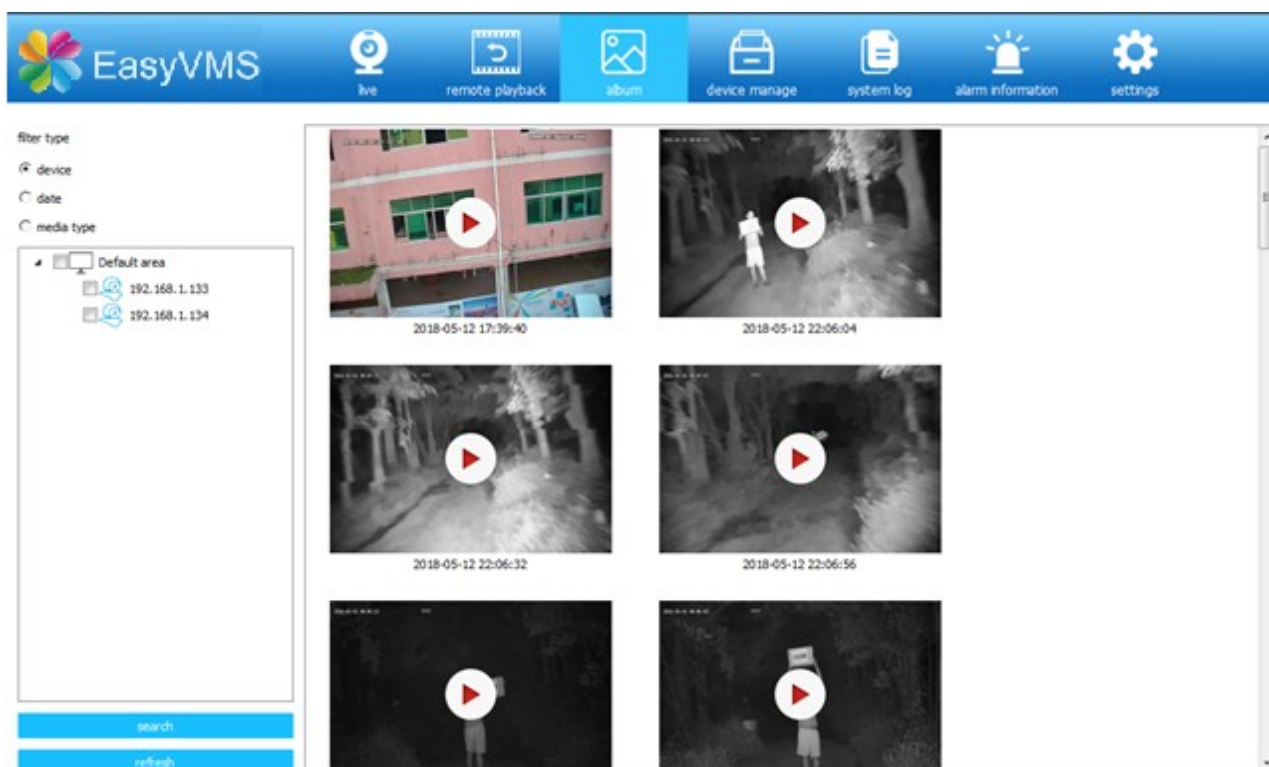 EasyVMS
live
remote playback
album
device manage
system log
alarm information
settings
filter type
device
date
media type
Default area
192.168.1.133
192.168.1.134
search
refresh
2018-05-12 17:39:40
2018-05-12 22:06:04
2018-05-12 22:06:32
2018-05-12 22:06:56